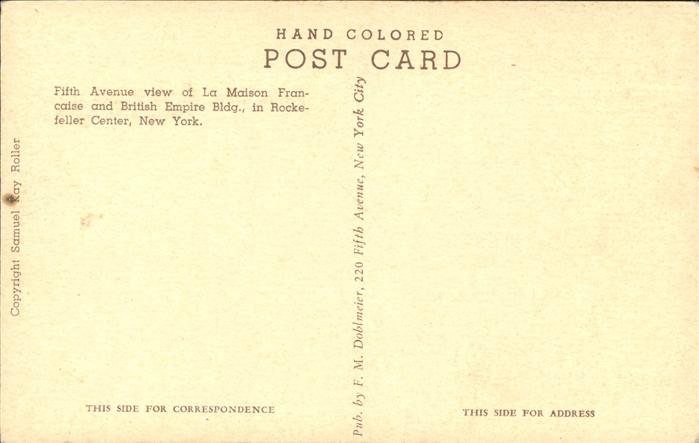 HAND COLORED
POST CARD
Fifth Avenue view of La Maison Fran-
caise and British Empire Bldg., in Rocke-
feller Center, New York.
Copyright Samuel Kay Roller
Pub. by F. M. Doblmeier, 220 Fifth Avenue, New York City
THIS SIDE FOR CORRESPONDENCE
THIS SIDE FOR ADDRESS